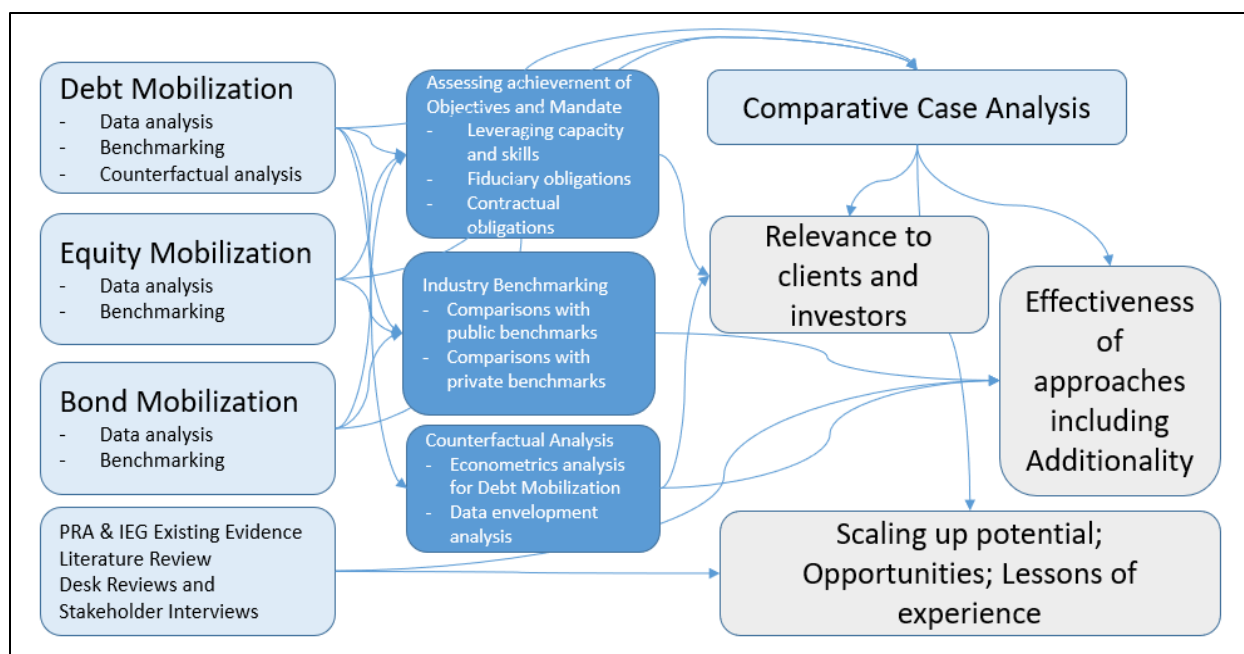 Debt Mobilization
- Data analysis
- Benchmarking
- Counterfactual analysis
Equity Mobilization
- Data analysis
- Benchmarking
Bond Mobilization
- Data analysis
- Benchmarking
PRA & IEG Existing Evidence
Literature Review
Desk Reviews and
Stakeholder Interviews
Assessing achievement of
Objectives and Mandate
- Leveraging capacity
and skills
- Fiduciary obligations
- Contractual
obligations
Industry Benchmarking
- Comparisons with
public benchmarks
- Comparisons with
private benchmarks
Counterfactual Analysis
- Econometrics analysis
for Debt Mobilization
- Data envelopment
analysis
Comparative Case Analysis
Relevance to
clients and
investors
Effectiveness
of
approaches
including
Additionality
Scaling up potential;
Opportunities; Lessons of
experience